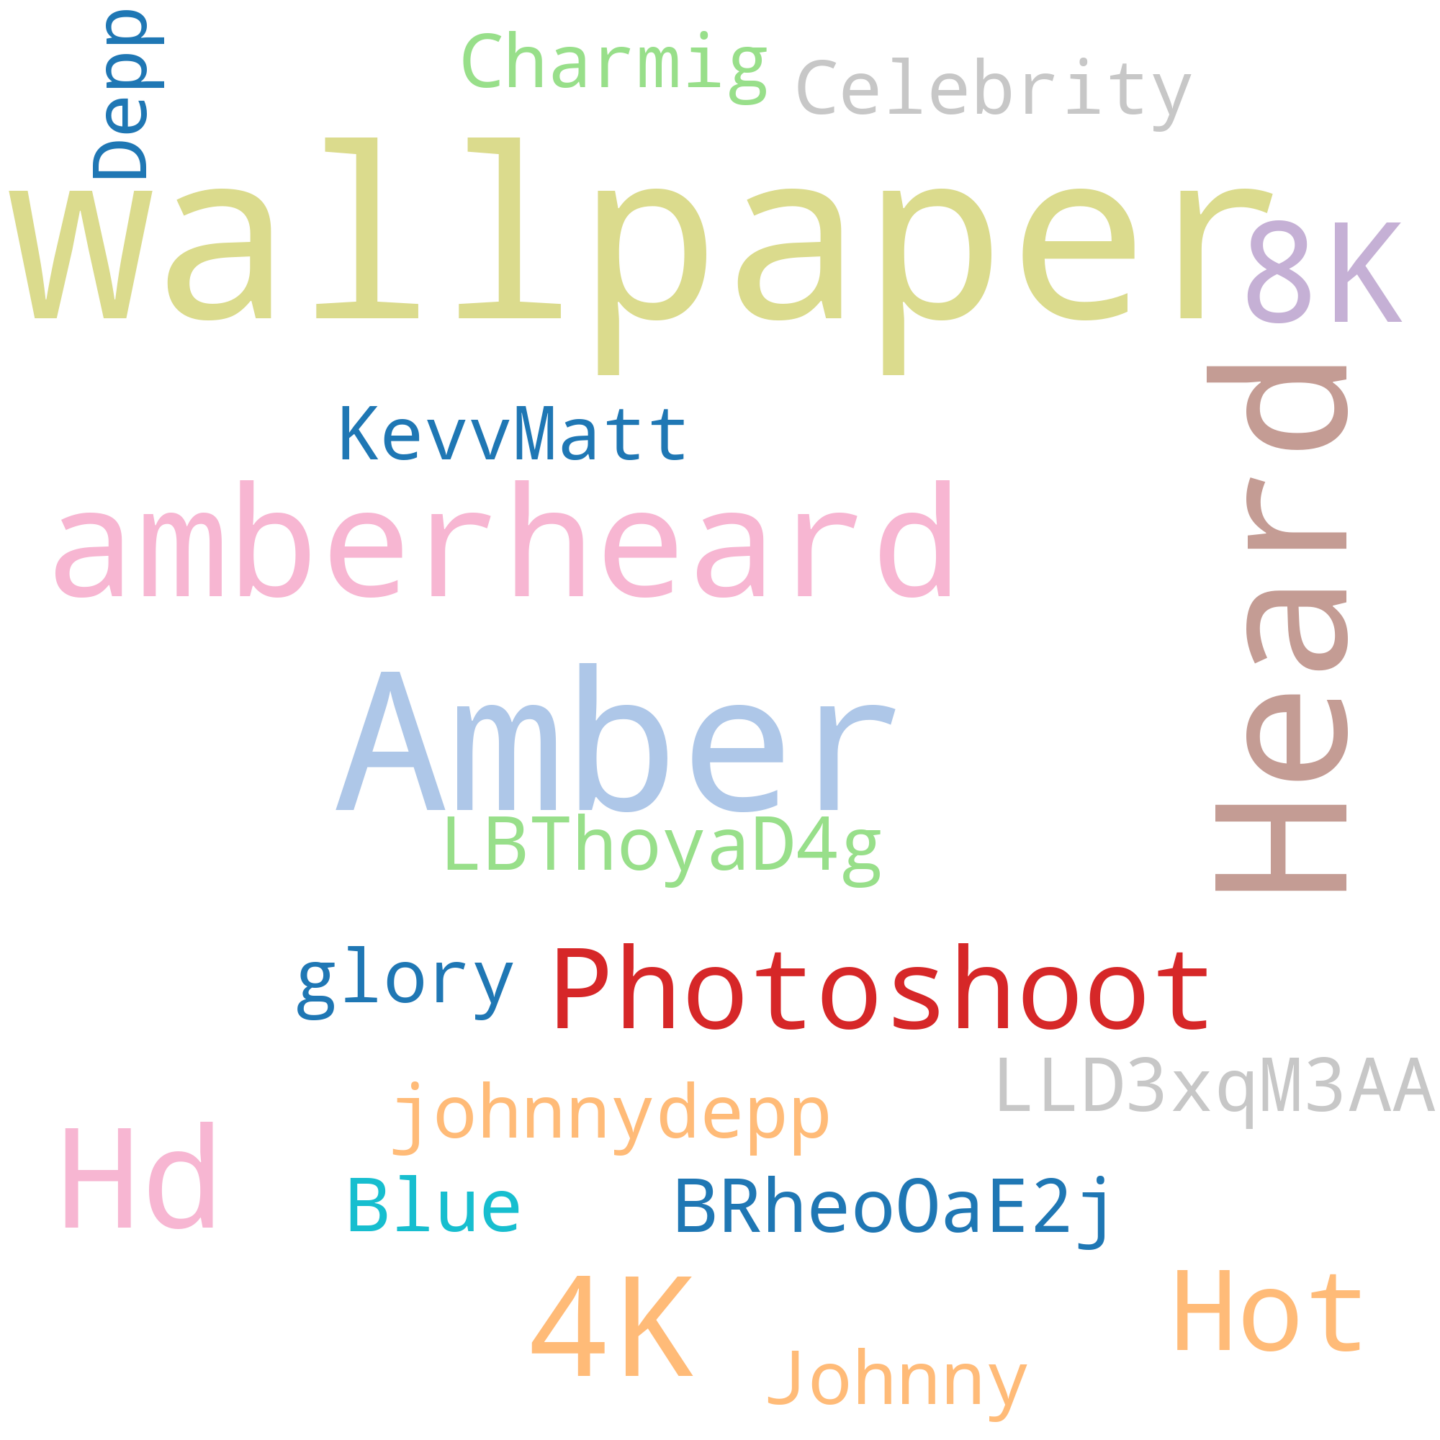 Depp
Charmig
Celebrity
wallpaper
8K
Heard
KevvMatt
amberheard
Amber
LBThoyaD4g
glory
Photoshoot
LLD3xqM3AA
johnnydepp
Hd
Blue
BRheoOaE2j
4K
Hot
Johnny